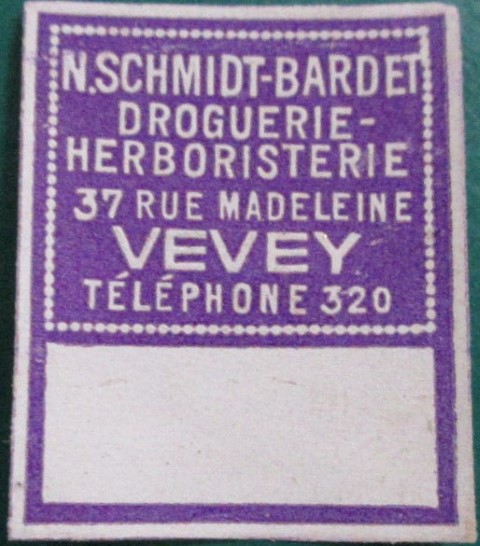 N.SCHMIDT-BARDET
DROGUERIE-
HERBORISTERIE
37 RUE MADELEINE
VEVEY
TÉLÉPHONE 320